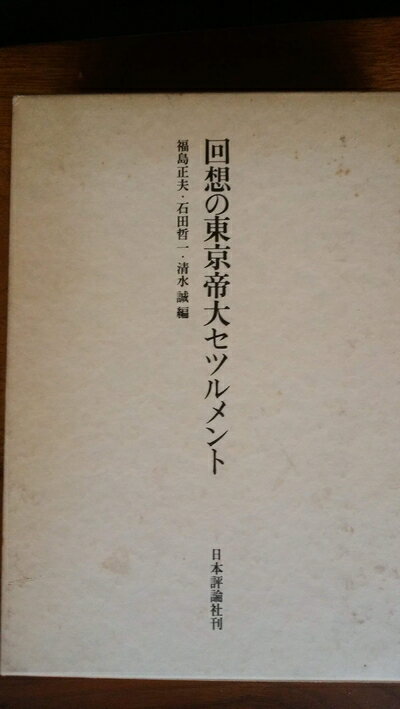 回想の東京帝大セツルメント
福島正夫・石田哲一・清水 誠 編
日本評論社刊